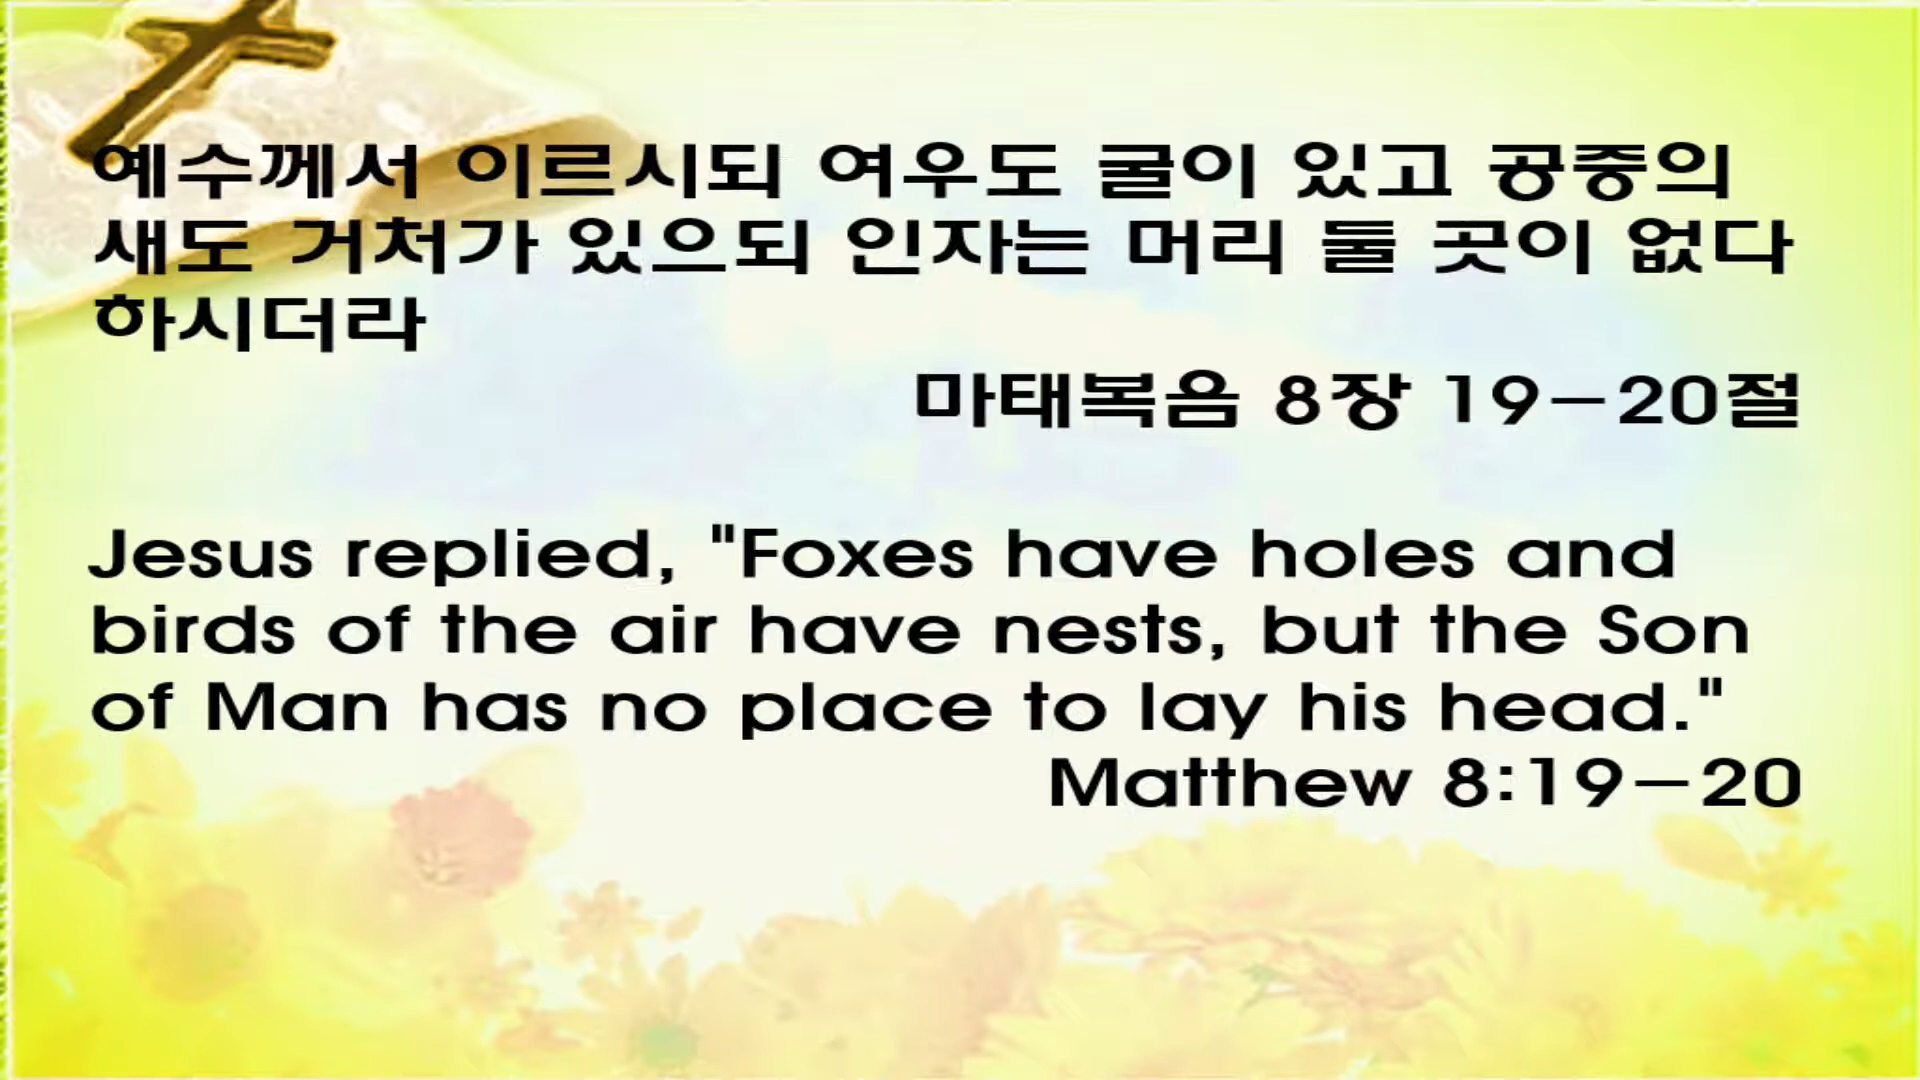 예수께서 이르시되 여우도 굴이 있고 공중의
새도 거처가 있으되 인자는 머리 둘 곳이 없다
하시더라
마태복음 8장 19-20절
Jesus replied, "Foxes have holes and
birds of the air have nests, but the Son
of Man has no place to lay his head."
Matthew 8:19-20